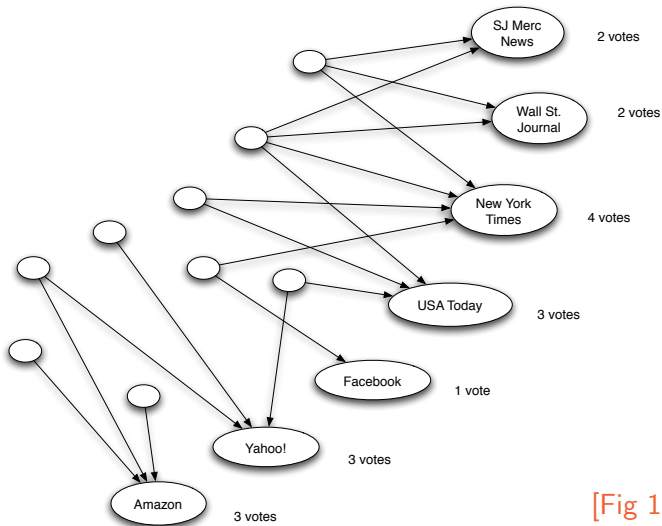 SJ Merc
News
2 votes
Wall St.
Journal
2 votes
New York
Times
4 votes
USA Today
3 votes
Facebook
1 vote
Yahoo!
3 votes
Amazon
3 votes
[Fig 1